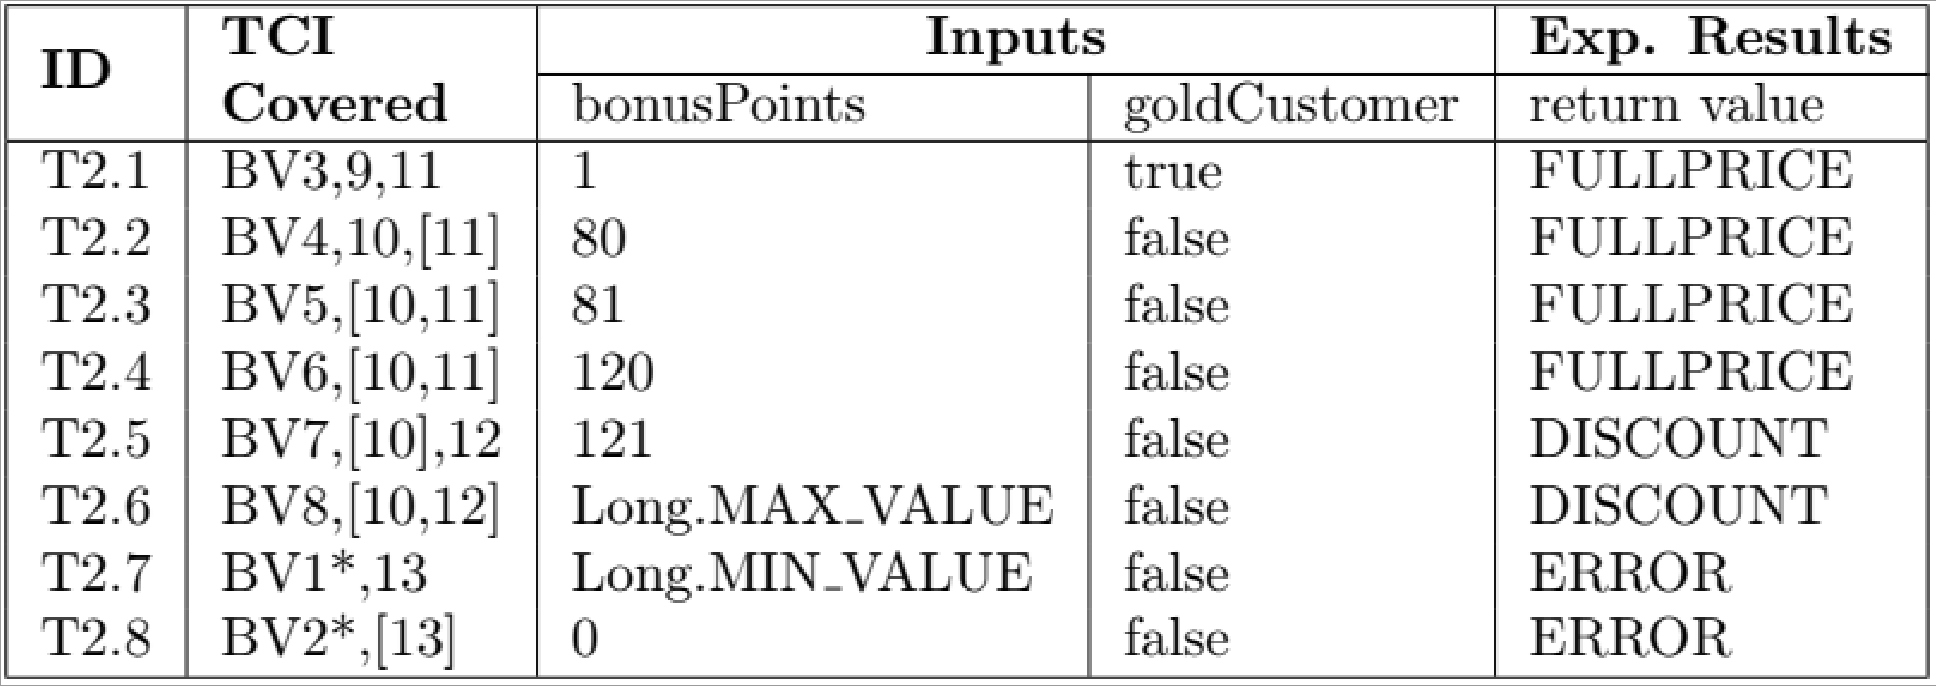 ID TCI Covered Inputs Exp. Results
bonusPoints goldCustomer return value
T2.1 BV3,9,11 1 true FULLPRICE
T2.2 BV4,10,[11] 80 false FULLPRICE
T2.3 BV5,[10,11] 81 false FULLPRICE
T2.4 BV6,[10,11] 120 false FULLPRICE
T2.5 BV7,[10],12 121 false DISCOUNT
T2.6 BV8,[10,12] Long.MAX_VALUE false DISCOUNT
T2.7 BV1*,13 Long.MIN_VALUE false ERROR
T2.8 BV2*,[13] 0 false ERROR